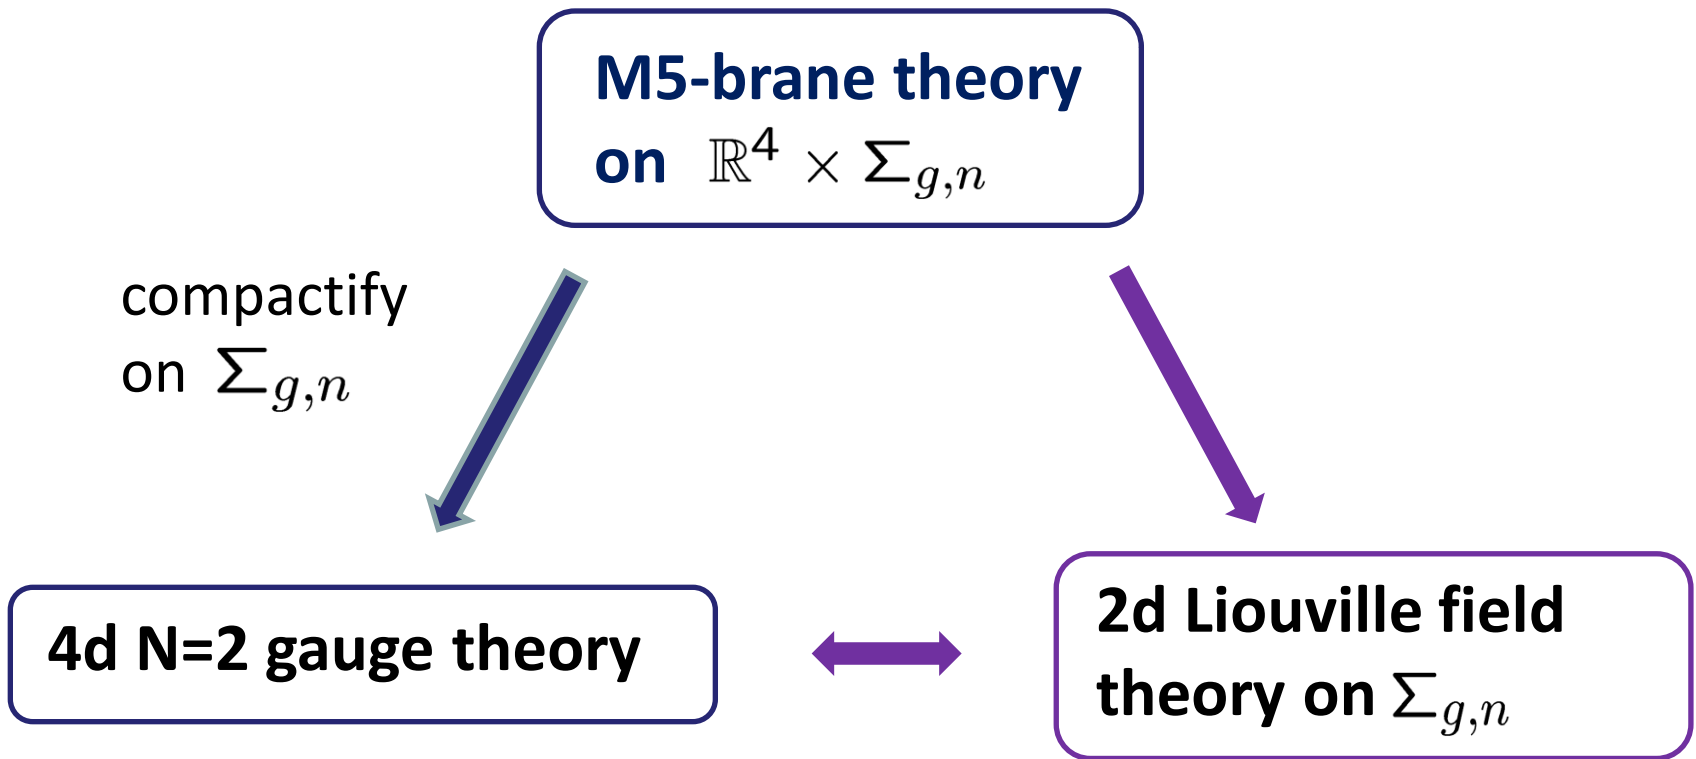 M5-brane theory
on ℝ⁴ × Σ_{g,n}
compactify
on Σ_{g,n}
4d N=2 gauge theory
2d Liouville field
theory on Σ_{g,n}